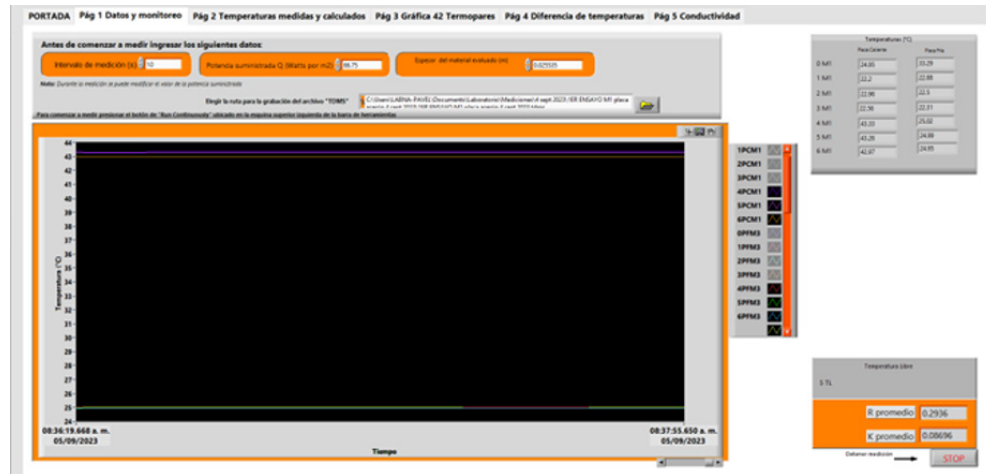 PORTADA Pág 1 Datos y monitoreo Pág 2 Temperaturas medidas y calculados Pág 3 Gráfica 42 Termopares Pág 4 Diferencia de temperaturas Pág 5 Conductividad
Antes de comenzar a medir ingresar los siguientes datos:
Intervalo de medición (s) 10
Potencia suministrada Q (Watts por m2) 66.75
Espesor del material evaluado (m) 0.025535
Nota: Durante la medición se puede modificar el valor de la potencia suministrada
Elegir la ruta para la grabación del archivo "TDMS"
Para comenzar a medir presionar el botón de "Run Continuously" ubicado en la esquina superior izquierda de la barra de herramientas
Temperatura (°C)
44
43
42
41
40
39
38
37
36
35
34
33
32
31
30
29
28
27
26
25
24
08:36:19.668 a. m.
05/09/2023
08:37:55.650 a. m.
05/09/2023
Tiempo
1PCM1
2PCM1
3PCM1
4PCM1
5PCM1
6PCM1
0PFM3
1PFM3
2PFM3
3PFM3
4PFM3
5PFM3
6PFM3
Temperaturas (°C)
Placa Caliente Placa Fría
0 M1 24.05 33.29
1 M1 22.2 22.88
2 M1 22.96 22.5
3 M1 22.36 22.31
4 M1 43.33 25.02
5 M1 43.26 24.98
6 M1 42.97 24.95
Temperatura Libre
5 TL
R promedio 0.2936
K promedio 0.08696
Detener medición STOP